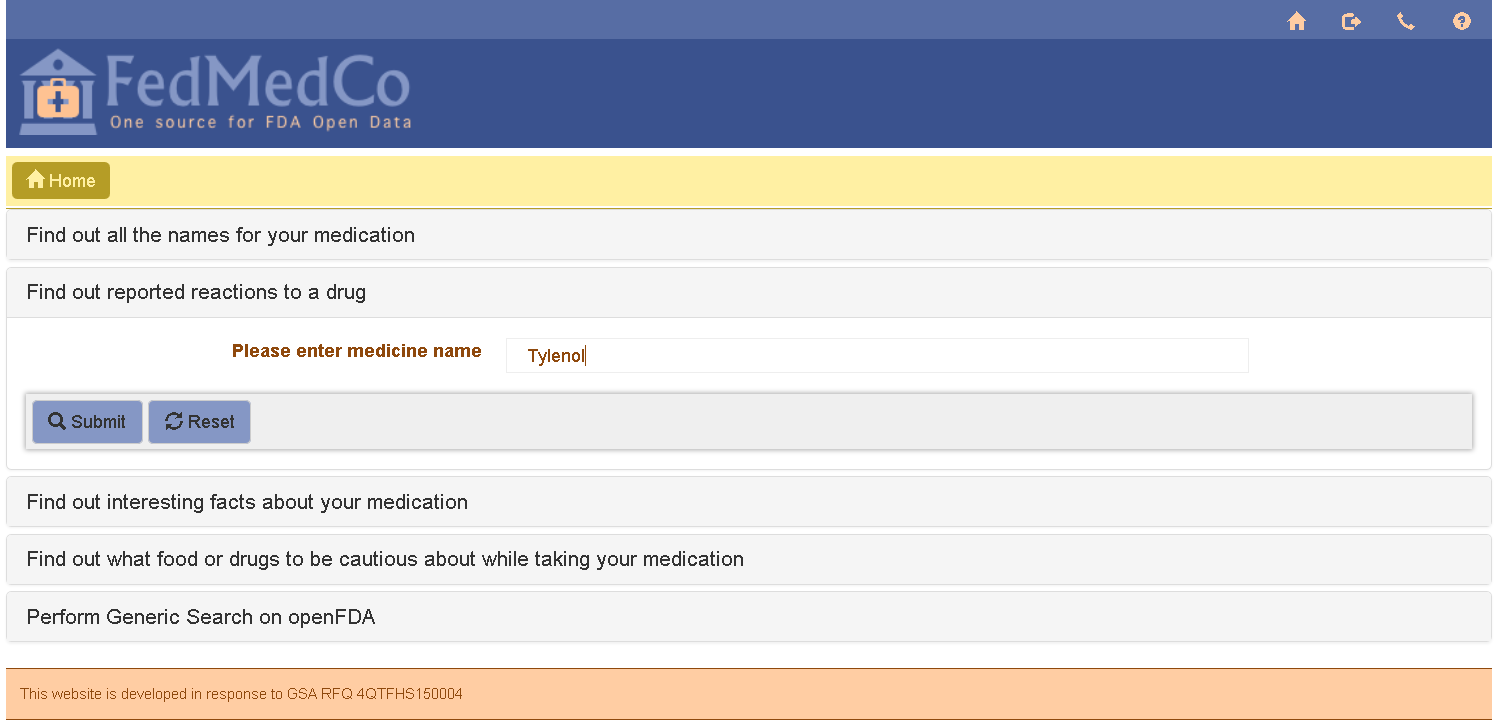 FedMedCo
One source for FDA Open Data
Home
Find out all the names for your medication
Find out reported reactions to a drug
Please enter medicine name
Tylenol
Submit
Reset
Find out interesting facts about your medication
Find out what food or drugs to be cautious about while taking your medication
Perform Generic Search on openFDA
This website is developed in response to GSA RFQ 4QTFHS150004